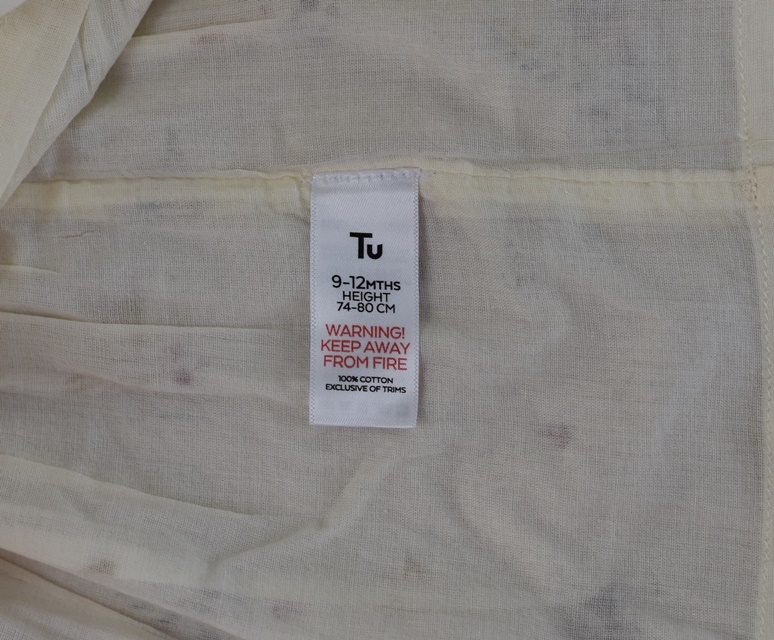 Tu
9-12MTHS
HEIGHT
74-80 CM
WARNING!
KEEP AWAY
FROM FIRE
100% COTTON
EXCLUSIVE OF TRIMS